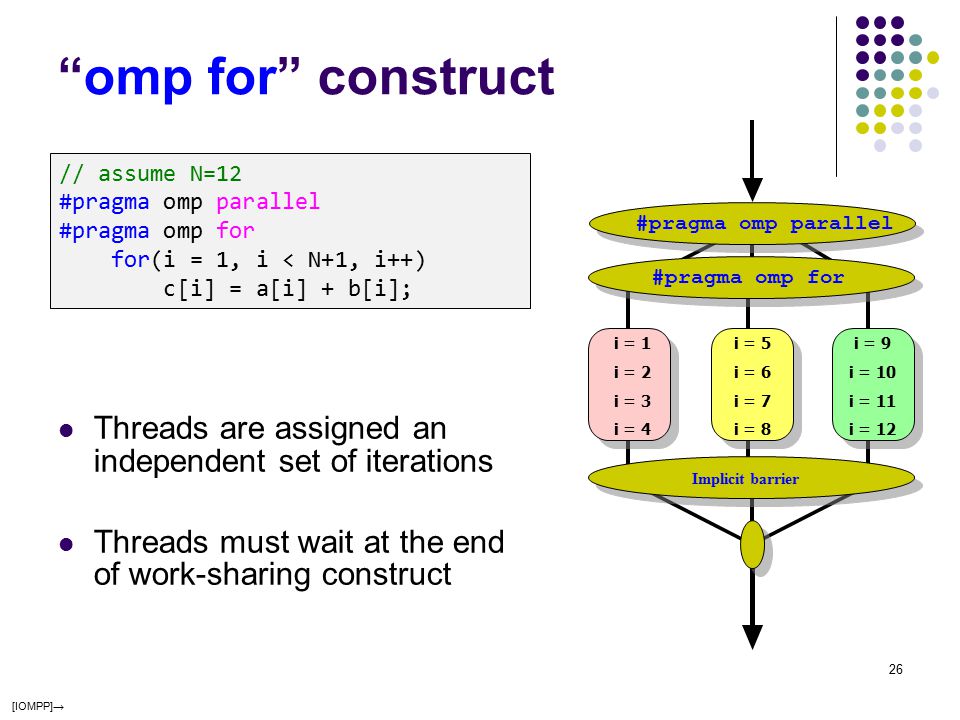 “omp for” construct
// assume N=12
#pragma omp parallel
#pragma omp for
for(i = 1, i < N+1, i++)
c[i] = a[i] + b[i];
Threads are assigned an
independent set of iterations
Threads must wait at the end
of work-sharing construct
#pragma omp parallel
#pragma omp for
i = 1
i = 2
i = 3
i = 4
i = 5
i = 6
i = 7
i = 8
i = 9
i = 10
i = 11
i = 12
Implicit barrier
26
[IOMPP]→